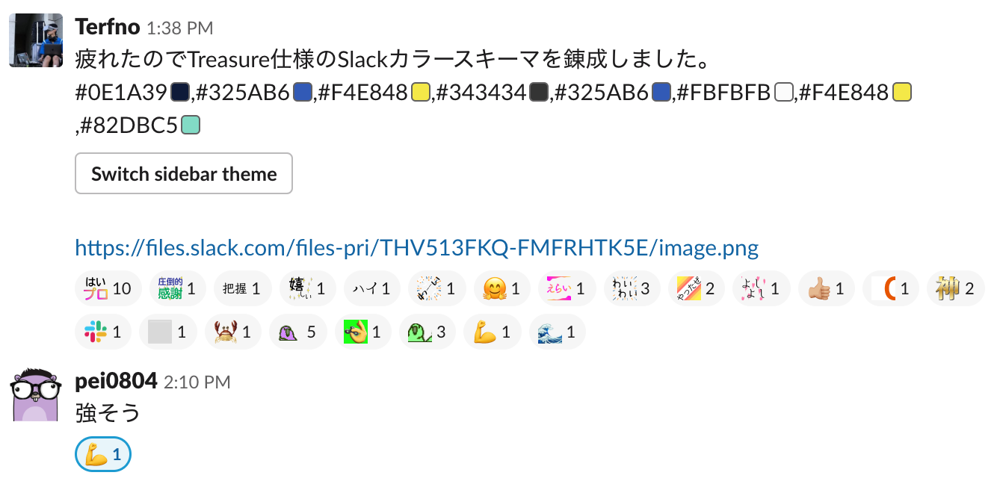 Terfno 1:38 PM
疲れたのでTreasure仕様のSlackカラースキーマを錬成しました。
#0E1A39,#325AB6,#F4E848,#343434,#325AB6,#FBFBFB,#F4E848
,#82DBC5
Switch sidebar theme
https://files.slack.com/files-pri/THV513FKQ-FMFRHTK5E/image.png
はいプロ 10 圧倒的感謝 1 把握 1 嬉しい 1 ハイ 1 1 1 えらい 1 わいわい 3 やったぜ 2 よしよし 1 1 1 神 2
1 1 1 5 1 3 1 1
pei0804 2:10 PM
強そう
1